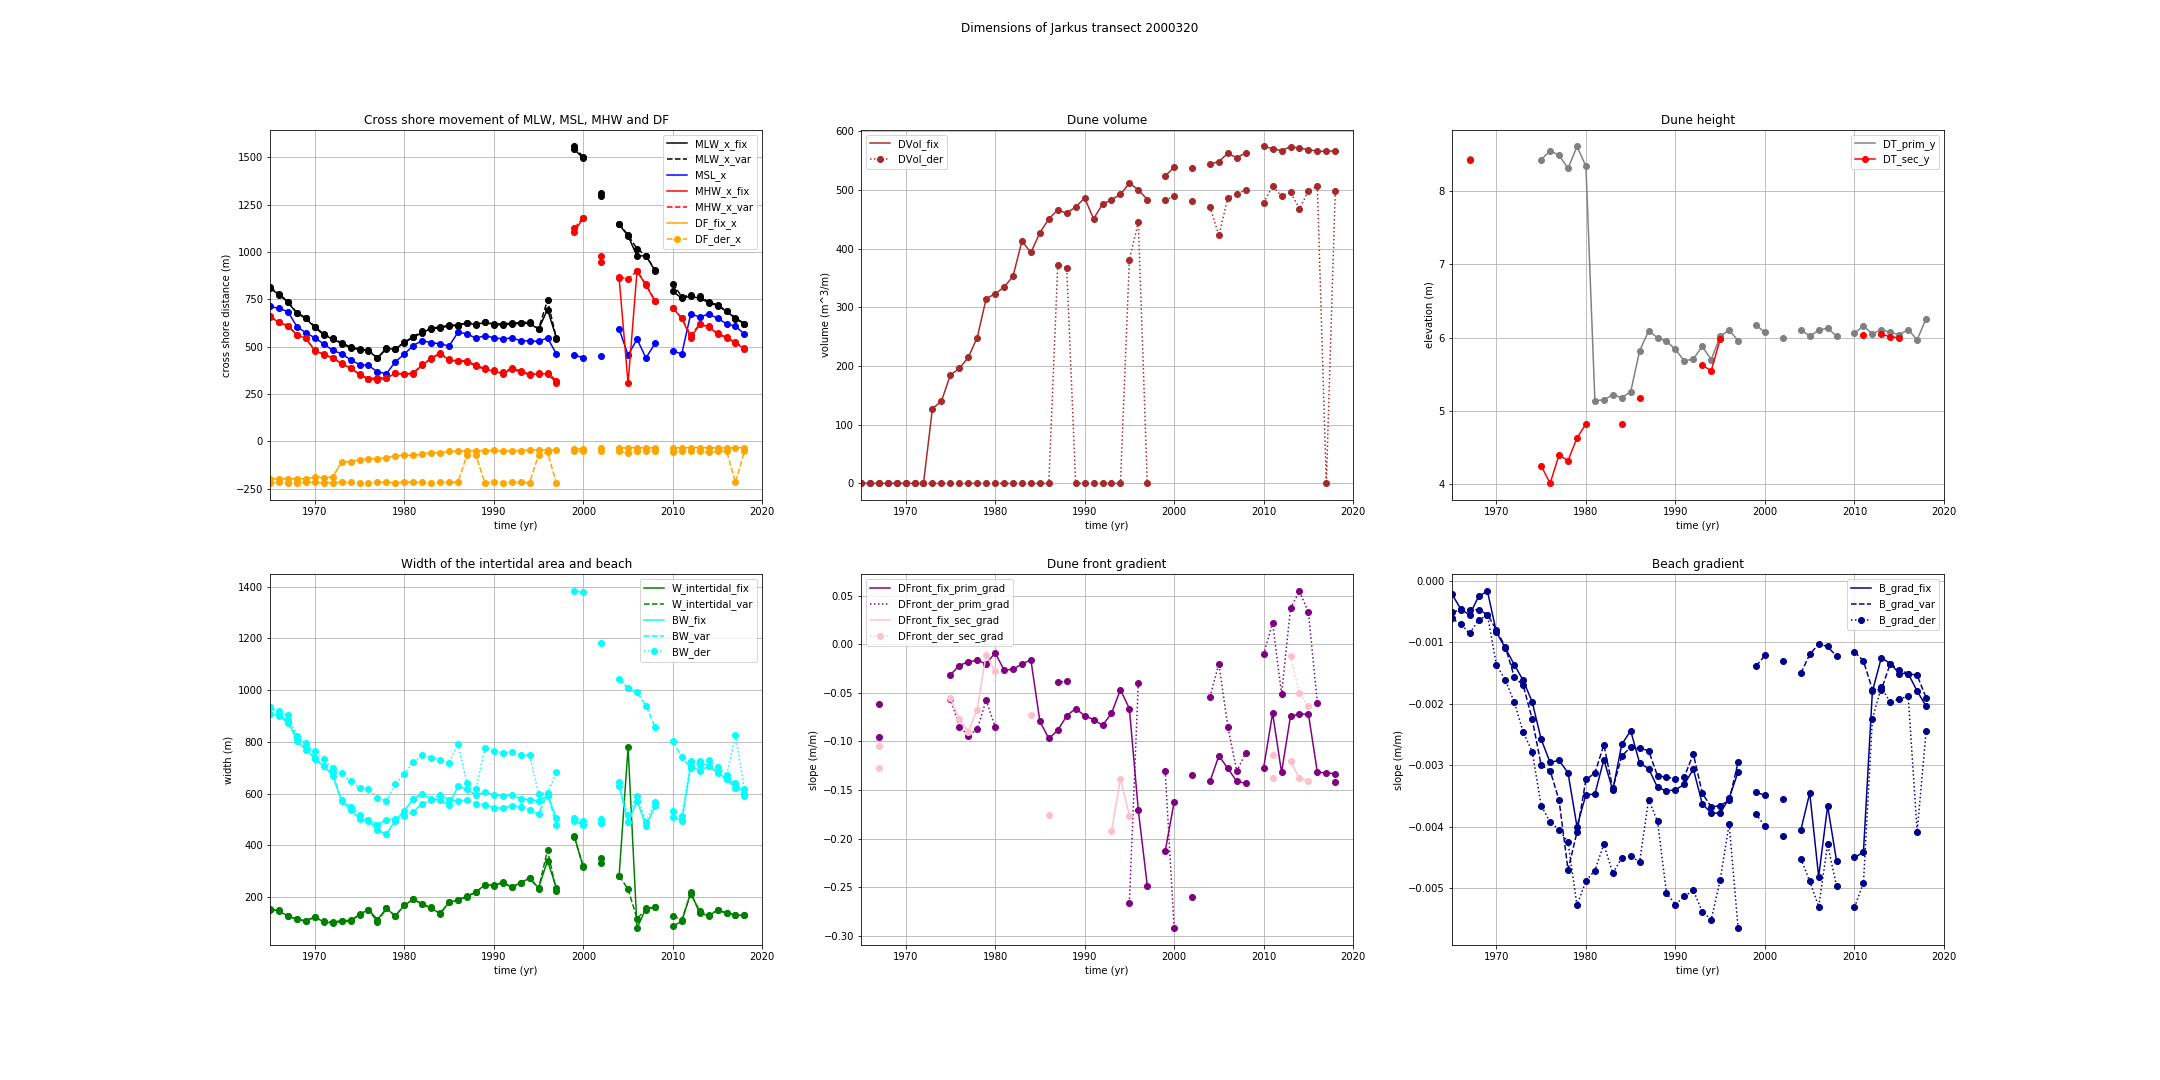 Dimensions of Jarkus transect 2000320
Cross shore movement of MLW, MSL, MHW and DF
cross shore distance (m)
1500
1250
1000
750
500
250
0
−250
MLW_x_fix
MLW_x_var
MSL_x
MHW_x_fix
MHW_x_var
DF_fix_x
DF_der_x
1970 1980 1990 2000 2010 2020
time (yr)
Dune volume
volume (m^3/m)
600
500
400
300
200
100
0
DVol_fix
DVol_der
1970 1980 1990 2000 2010 2020
time (yr)
Dune height
elevation (m)
8
7
6
5
4
DT_prim_y
DT_sec_y
1970 1980 1990 2000 2010 2020
time (yr)
Width of the intertidal area and beach
width (m)
1400
1200
1000
800
600
400
200
W_intertidal_fix
W_intertidal_var
BW_fix
BW_var
BW_der
1970 1980 1990 2000 2010 2020
time (yr)
Dune front gradient
slope (m/m)
0.05
0.00
−0.05
−0.10
−0.15
−0.20
−0.25
−0.30
DFront_fix_prim_grad
DFront_der_prim_grad
DFront_fix_sec_grad
DFront_der_sec_grad
1970 1980 1990 2000 2010 2020
time (yr)
Beach gradient
slope (m/m)
0.000
−0.001
−0.002
−0.003
−0.004
−0.005
B_grad_fix
B_grad_var
B_grad_der
1970 1980 1990 2000 2010 2020
time (yr)